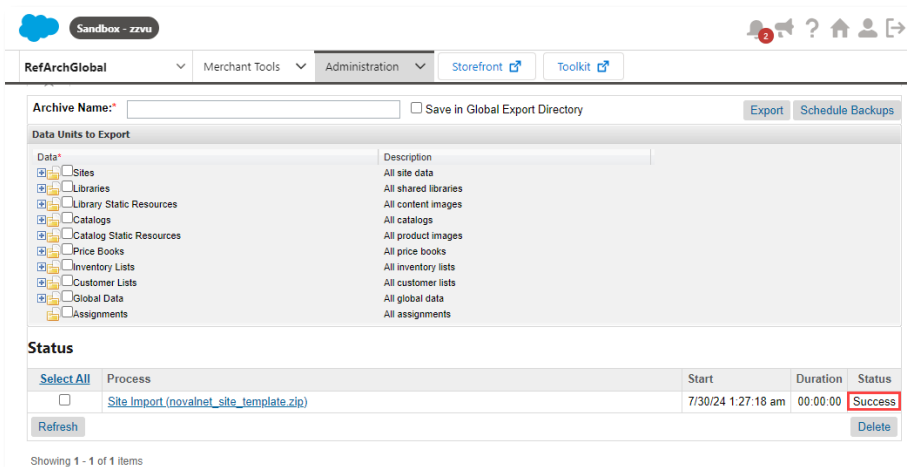 Sandbox - zzvu
2
RefArchGlobal Merchant Tools Administration Storefront Toolkit
Archive Name:* Save in Global Export Directory Export Schedule Backups
Data Units to Export
Data* Description
Sites All site data
Libraries All shared libraries
Library Static Resources All content images
Catalogs All catalogs
Catalog Static Resources All product images
Price Books All price books
Inventory Lists All inventory lists
Customer Lists All customer lists
Global Data All global data
Assignments All assignments
Status
Select All Process Start Duration Status
Site Import (novalnet_site_template.zip) 7/30/24 1:27:18 am 00:00:00 Success
Refresh Delete
Showing 1 - 1 of 1 items